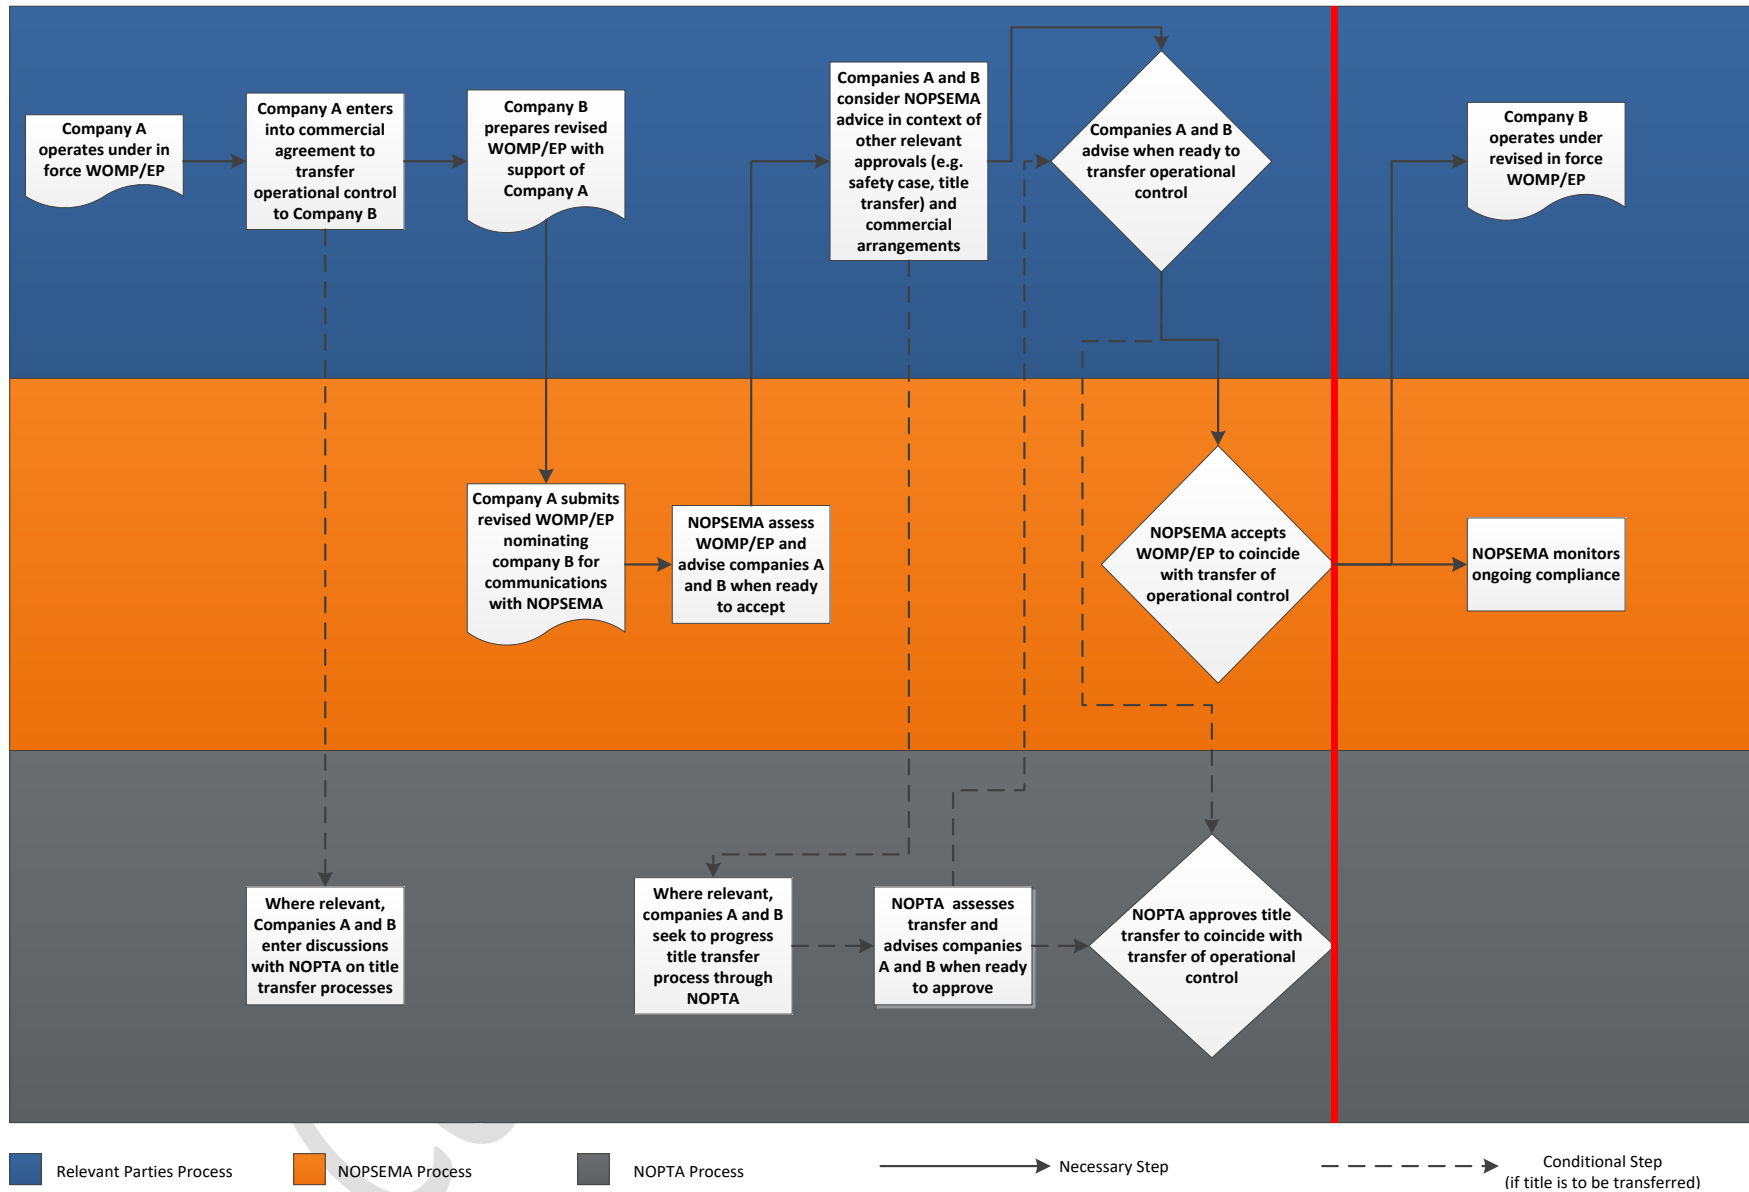 Company A
operates under in
force WOMP/EP
Company A enters
into commercial
agreement to
transfer
operational control
to Company B
Company B
prepares revised
WOMP/EP with
support of
Company A
Companies A and B
consider NOPSEMA
advice in context of
other relevant
approvals (e.g.
safety case, title
transfer) and
commercial
arrangements
Companies A and B
advise when ready to
transfer operational
control
Company B
operates under
revised in force
WOMP/EP
Company A submits
revised WOMP/EP
nominating
company B for
communications
with NOPSEMA
NOPSEMA assess
WOMP/EP and
advise companies A
and B when ready
to accept
NOPSEMA accepts
WOMP/EP to coincide
with transfer of
operational control
NOPSEMA monitors
ongoing compliance
Where relevant,
Companies A and B
enter discussions
with NOPTA on title
transfer processes
Where relevant,
companies A and B
seek to progress
title transfer
process through
NOPTA
NOPTA assesses
transfer and
advises companies
A and B when ready
to approve
NOPTA approves title
transfer to coincide with
transfer of operational
control
Relevant Parties Process
NOPSEMA Process
NOPTA Process
Necessary Step
Conditional Step
(if title is to be transferred)